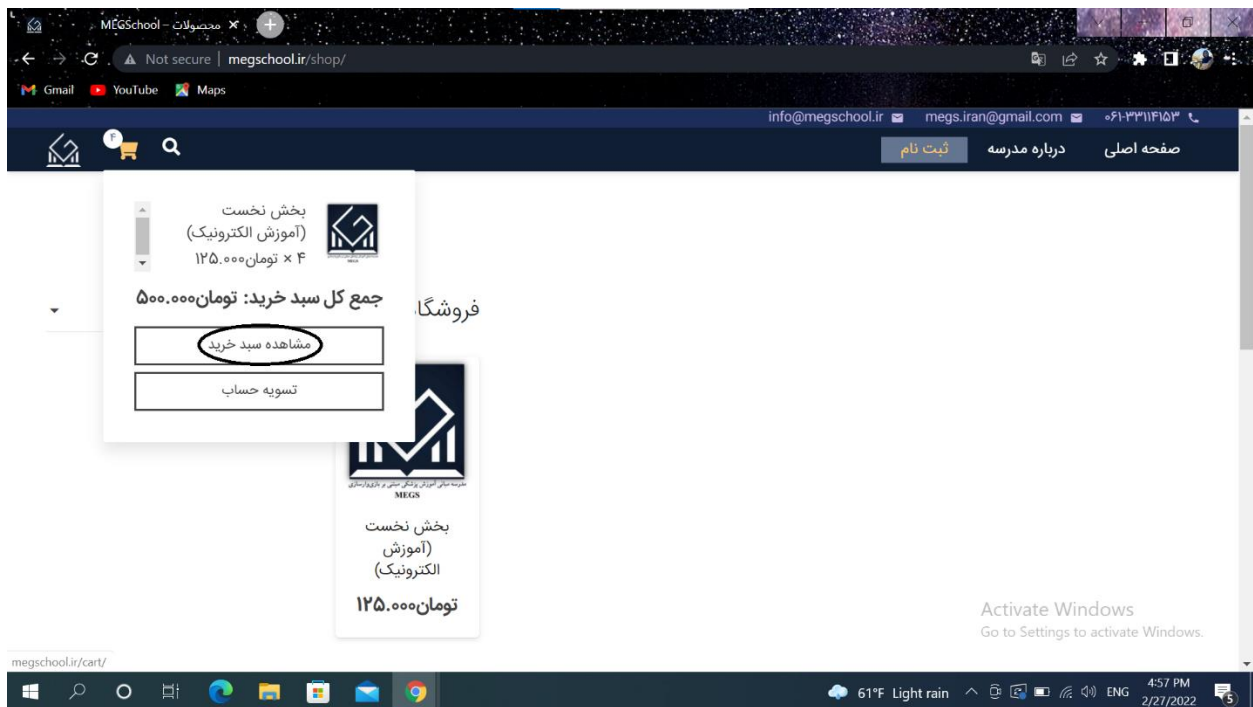 محصولات – MEGSchool
Not secure | megschool.ir/shop/
Gmail YouTube Maps
info@megschool.ir megs.iran@gmail.com ۰۶۱-۳۳۱۱۴۱۵۳
صفحه اصلی درباره مدرسه ثبت نام
۴
بخش نخست
(آموزش الکترونیک)
۴ × تومان۱۲۵.۰۰۰
جمع کل سبد خرید: تومان۵۰۰.۰۰۰
مشاهده سبد خرید
تسویه حساب
MEGS
بخش نخست
(آموزش
الکترونیک)
تومان۱۲۵.۰۰۰
Activate Windows
Go to Settings to activate Windows.
megschool.ir/cart/
61°F Light rain ENG 4:57 PM
2/27/2022
5